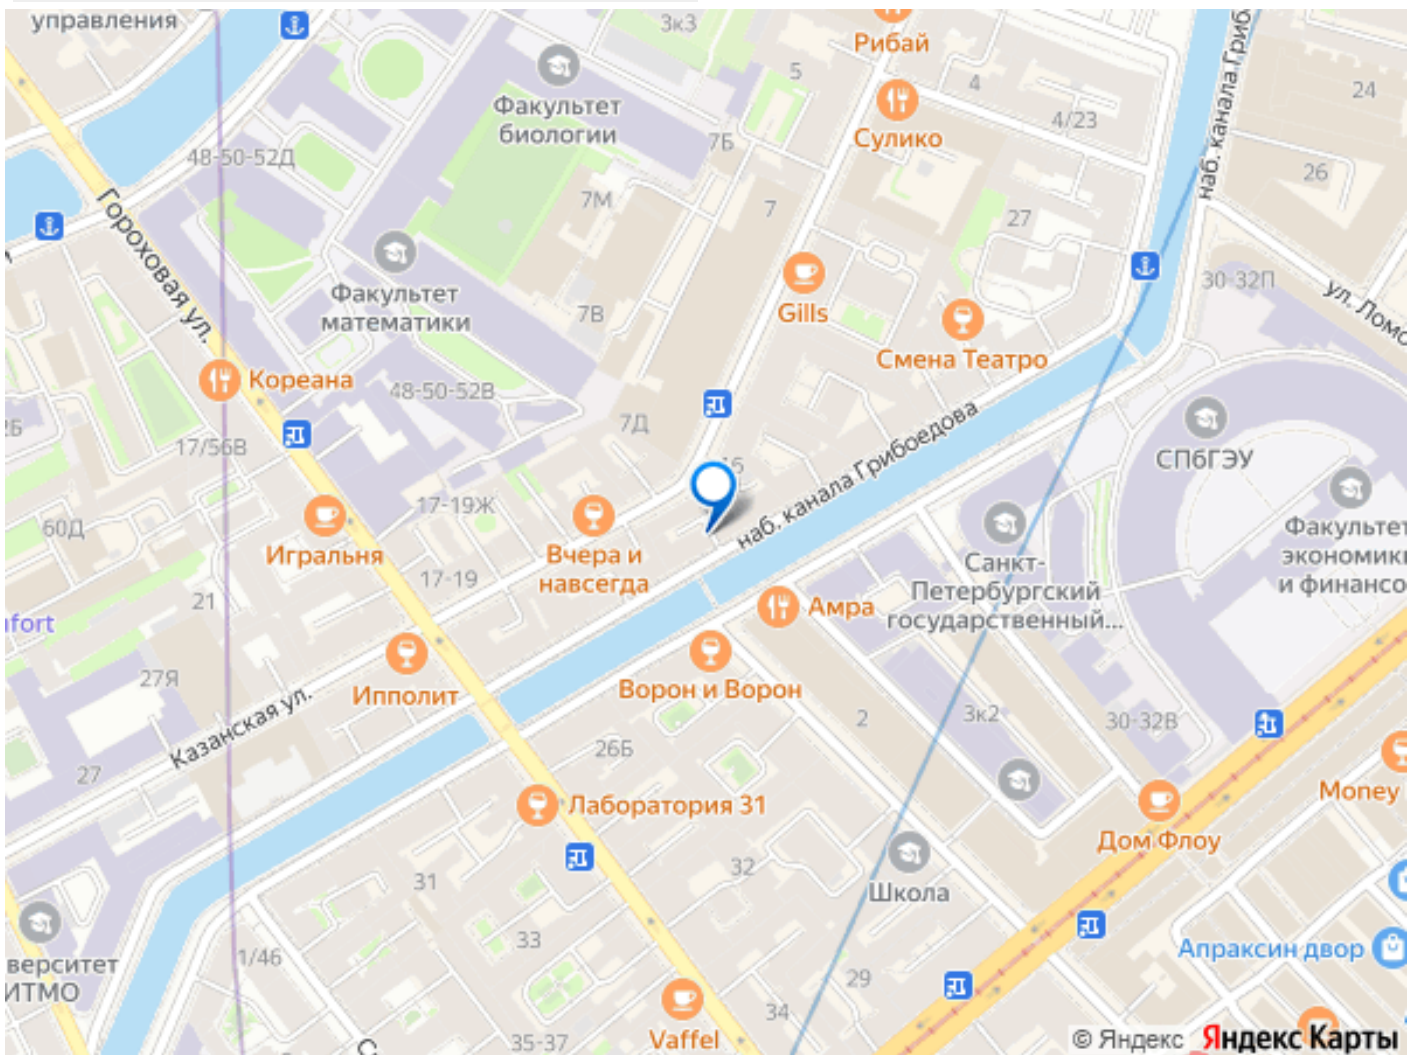 управления
3к3
Рибай
наб. канала Гриб
5
4
24
Факультет
биологии
Сулико
4/23
7Б
48-50-52Д
26
7М
7
27
Гороховая ул.
30-32П
Факультет
математики
7В
Gills
ул. Ломо
Смена Театро
Кореана
48-50-52В
7Д
наб. канала Грибоедова
17/56В
СПбГЭУ
17-19Ж
60Д
Игральня
Вчера и
навсегда
Санкт-
Петербургский
государственный...
Факультет
экономики
и финансо
17-19
21
Амра
nfort
27Я
Ипполит
Ворон и Ворон
2
3к2
30-32В
Казанская ул.
26Б
27
Лаборатория 31
Money
Дом Флоу
32
31
Школа
33
верситет
ИТМО
1/46
Апраксин двор
29
34
35-37
Vaffel
С
© Яндекс Яндекс Карты